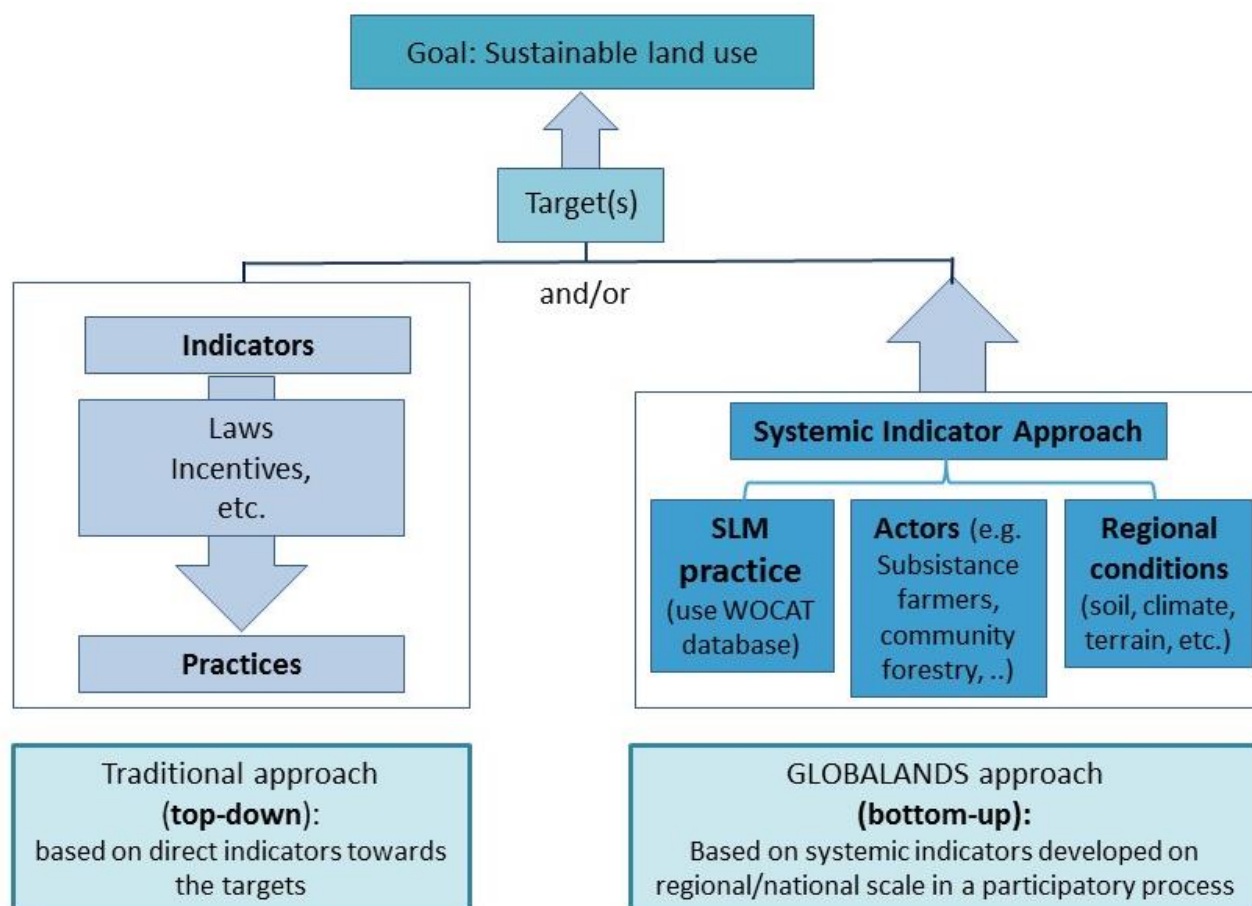 Goal: Sustainable land use
Target(s)
and/or
Indicators
Laws
Incentives,
etc.
Practices
Systemic Indicator Approach
SLM
practice
(use WOCAT
database)
Actors (e.g.
Subsistance
farmers,
community
forestry, ..)
Regional
conditions
(soil, climate,
terrain, etc.)
Traditional approach
(top-down):
based on direct indicators towards
the targets
GLOBALANDS approach
(bottom-up):
Based on systemic indicators developed on
regional/national scale in a participatory process